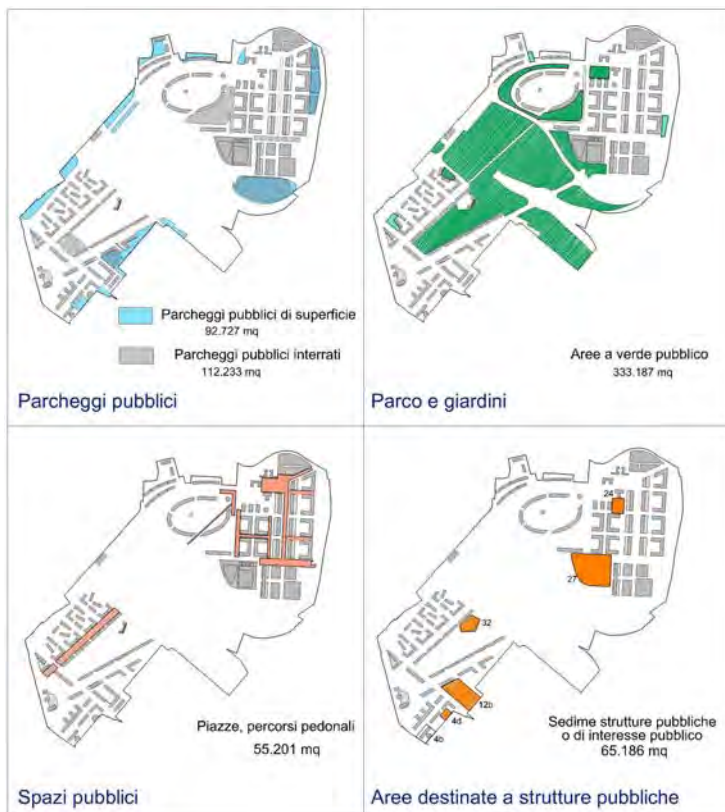 Parcheggi pubblici di superficie
92.727 mq
Parcheggi pubblici interrati
112.233 mq
Parcheggi pubblici
Aree a verde pubblico
333.187 mq
Parco e giardini
Piazze, percorsi pedonali
55.201 mq
Spazi pubblici
24
27
32
12b
4d
4b
Sedime strutture pubbliche
o di interesse pubblico
65.186 mq
Aree destinate a strutture pubbliche